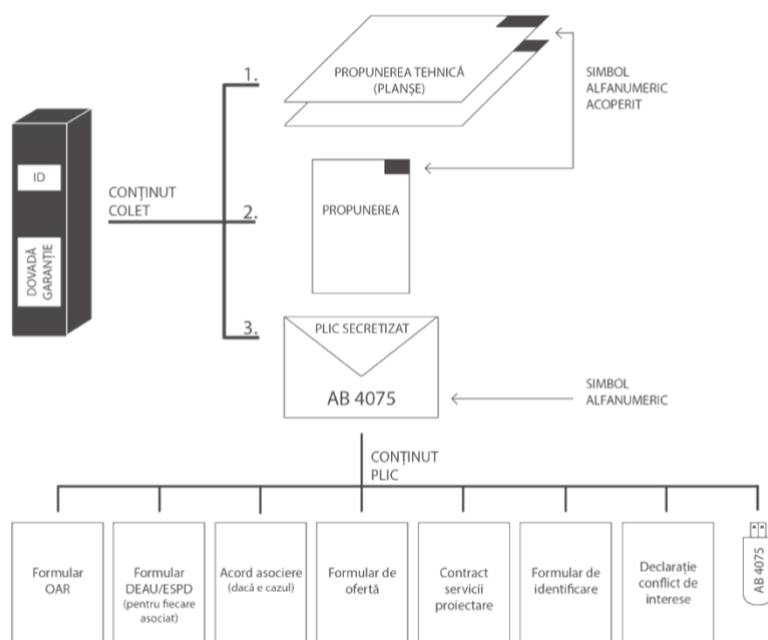 1.
PROPUNEREA TEHNICĂ
(PLANȘE)
SIMBOL
ALFANUMERIC
ACOPERIT
ID
DOVADĂ
GARANȚIE
CONȚINUT
COLET
2.
PROPUNEREA
3.
PLIC SECRETIZAT
AB 4075
SIMBOL
ALFANUMERIC
CONȚINUT
PLIC
Formular
OAR
Formular
DEAU/ESPD
(pentru fiecare
asociat)
Acord asociere
(dacă e cazul)
Formular de
ofertă
Contract
servicii
proiectare
Formular de
identificare
Declarație
conflict de
interese
AB 4075